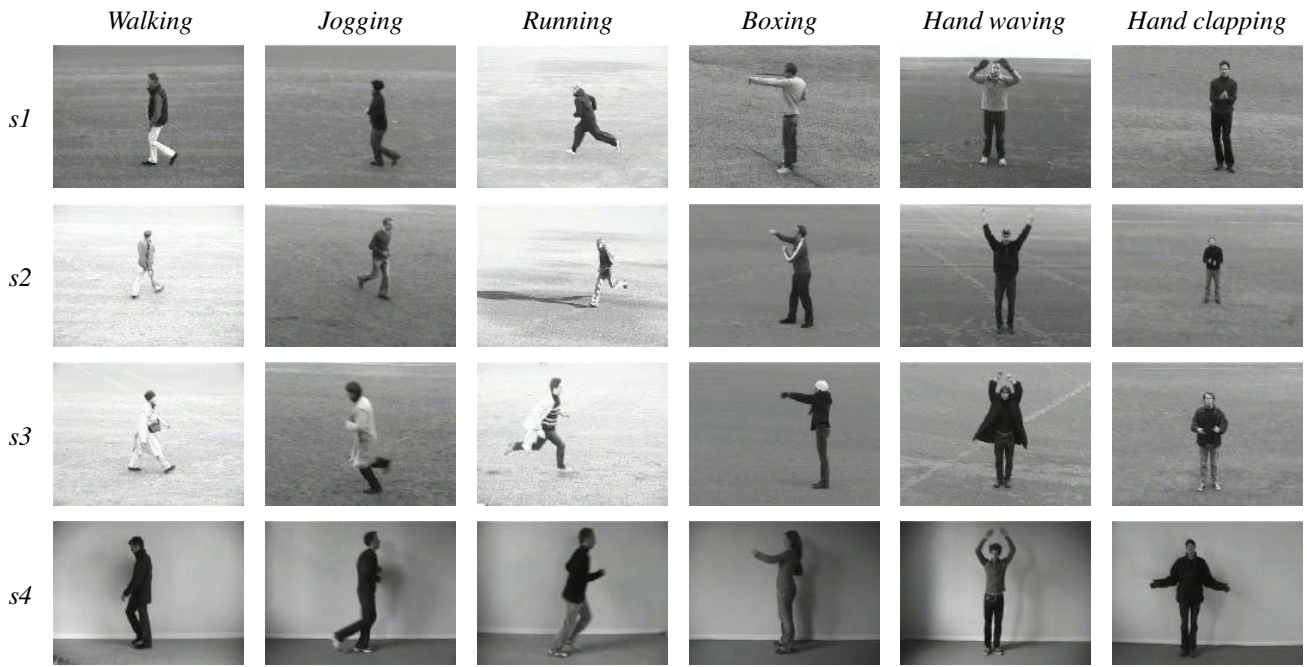 Walking Jogging Running Boxing Hand waving Hand clapping
s1
s2
s3
s4